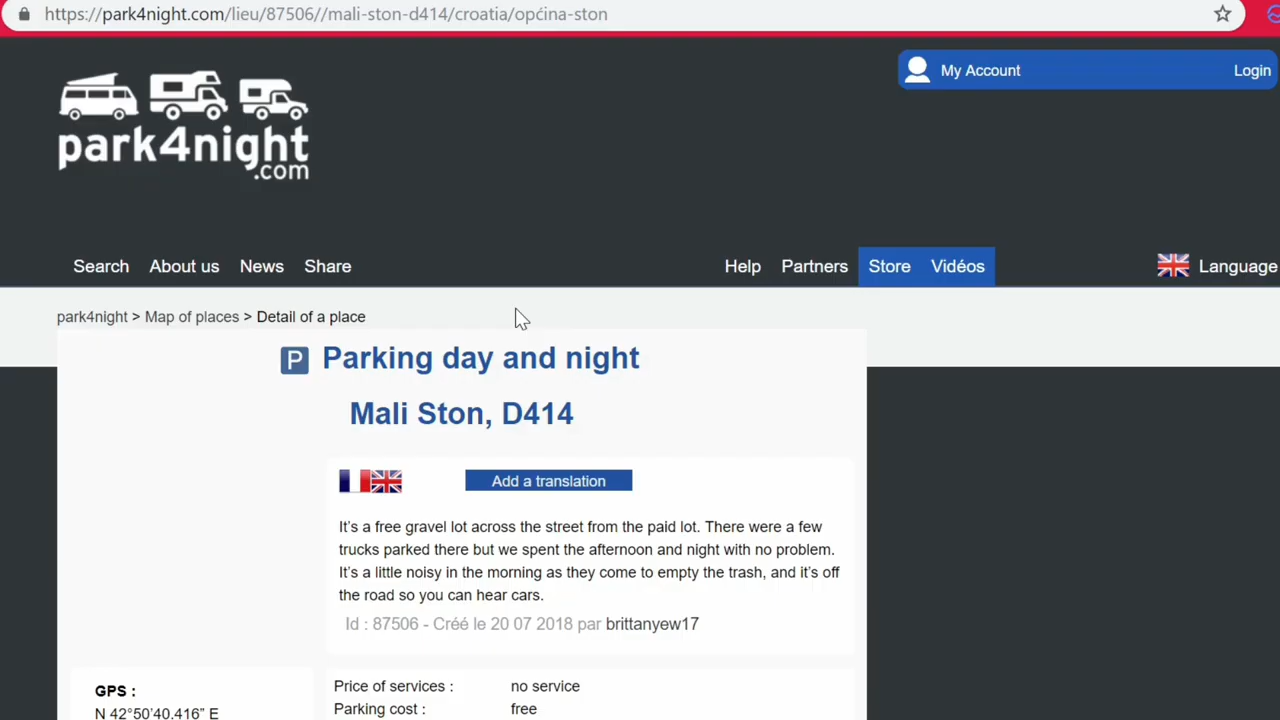 https://park4night.com/lieu/87506//mali-ston-d414/croatia/općina-ston
My Account Login
park4night
.com
Search About us News Share Help Partners Store Vidéos Language
park4night > Map of places > Detail of a place
P Parking day and night
Mali Ston, D414
Add a translation
It's a free gravel lot across the street from the paid lot. There were a few
trucks parked there but we spent the afternoon and night with no problem.
It's a little noisy in the morning as they come to empty the trash, and it's off
the road so you can hear cars.
Id : 87506 - Créé le 20 07 2018 par brittanyew17
GPS :
N 42°50'40.416” E
Price of services : no service
Parking cost : free